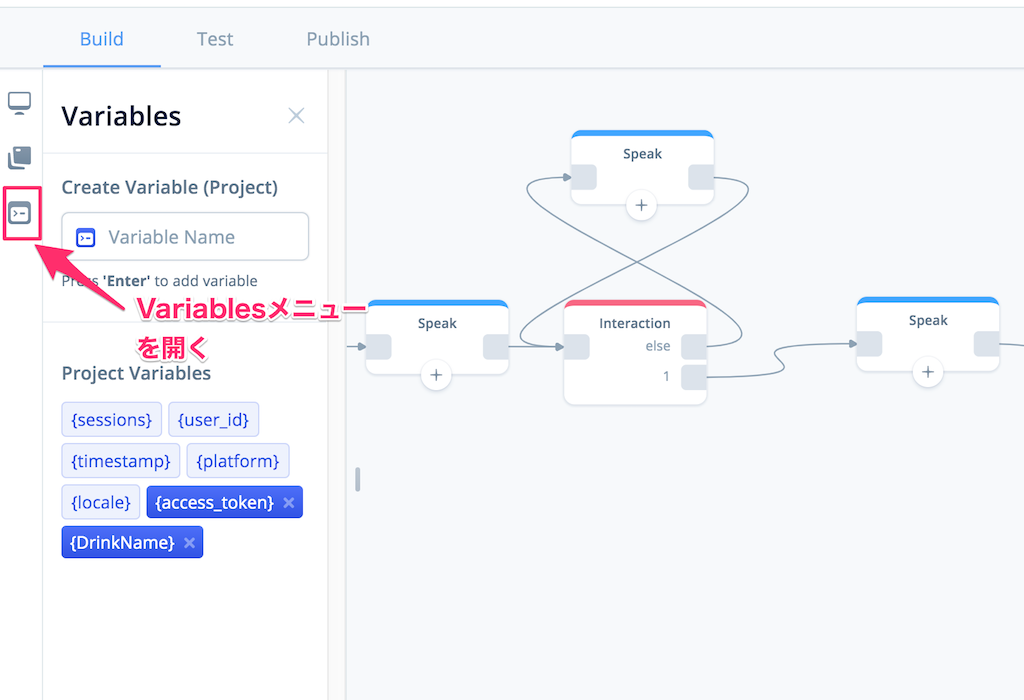 Build
Test
Publish
Variables
Create Variable (Project)
Variable Name
Press 'Enter' to add variable
Variablesメニュー
を開く
Project Variables
{sessions}
{user_id}
{timestamp}
{platform}
{locale}
{access_token}
{DrinkName}
Speak
Speak
Interaction
else
1
Speak